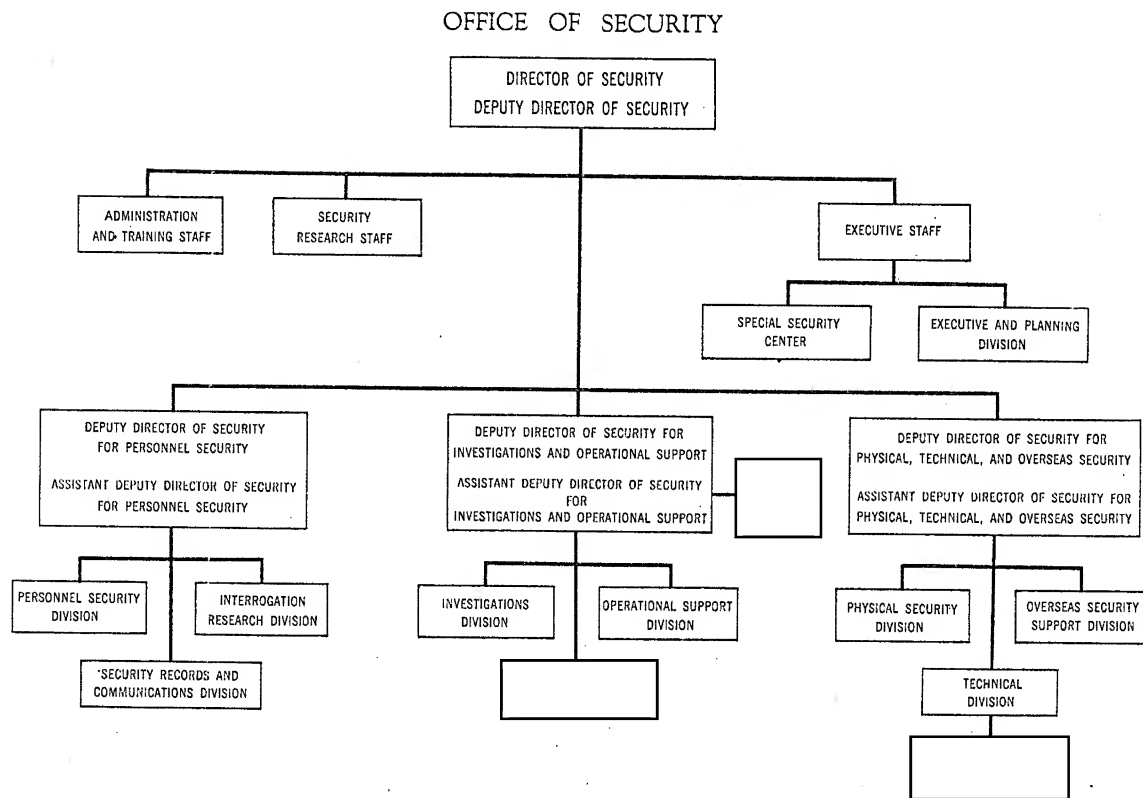 OFFICE OF SECURITY
DIRECTOR OF SECURITY
DEPUTY DIRECTOR OF SECURITY
ADMINISTRATION
AND TRAINING STAFF
SECURITY
RESEARCH STAFF
EXECUTIVE STAFF
SPECIAL SECURITY
CENTER
EXECUTIVE AND PLANNING
DIVISION
DEPUTY DIRECTOR OF SECURITY
FOR PERSONNEL SECURITY
ASSISTANT DEPUTY DIRECTOR OF SECURITY
FOR PERSONNEL SECURITY
DEPUTY DIRECTOR OF SECURITY FOR
INVESTIGATIONS AND OPERATIONAL SUPPORT
ASSISTANT DEPUTY DIRECTOR OF SECURITY
FOR
INVESTIGATIONS AND OPERATIONAL SUPPORT
DEPUTY DIRECTOR OF SECURITY FOR
PHYSICAL, TECHNICAL, AND OVERSEAS SECURITY
ASSISTANT DEPUTY DIRECTOR OF SECURITY FOR
PHYSICAL, TECHNICAL, AND OVERSEAS SECURITY
PERSONNEL SECURITY
DIVISION
INTERROGATION
RESEARCH DIVISION
SECURITY RECORDS AND
COMMUNICATIONS DIVISION
INVESTIGATIONS
DIVISION
OPERATIONAL SUPPORT
DIVISION
PHYSICAL SECURITY
DIVISION
OVERSEAS SECURITY
SUPPORT DIVISION
TECHNICAL
DIVISION